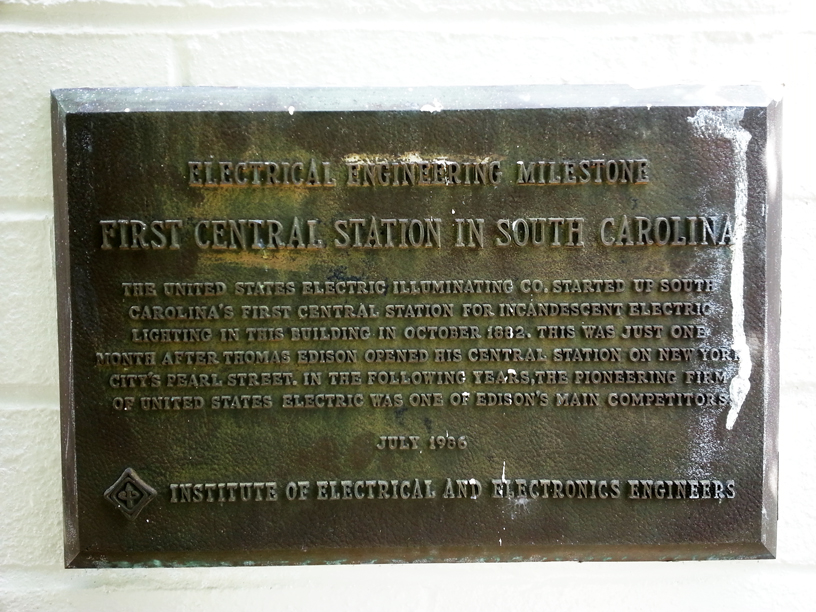 ELECTRICAL ENGINEERING MILESTONE
FIRST CENTRAL STATION IN SOUTH CAROLINA
THE UNITED STATES ELECTRIC ILLUMINATING CO. STARTED UP SOUTH
CAROLINA'S FIRST CENTRAL STATION FOR INCANDESCENT ELECTRIC
LIGHTING IN THIS BUILDING IN OCTOBER 1882. THIS WAS JUST ONE
MONTH AFTER THOMAS EDISON OPENED HIS CENTRAL STATION ON NEW YORK
CITY'S PEARL STREET. IN THE FOLLOWING YEARS, THE PIONEERING FIRM
OF UNITED STATES ELECTRIC WAS ONE OF EDISON'S MAIN COMPETITORS.
JULY 1986
INSTITUTE OF ELECTRICAL AND ELECTRONICS ENGINEERS